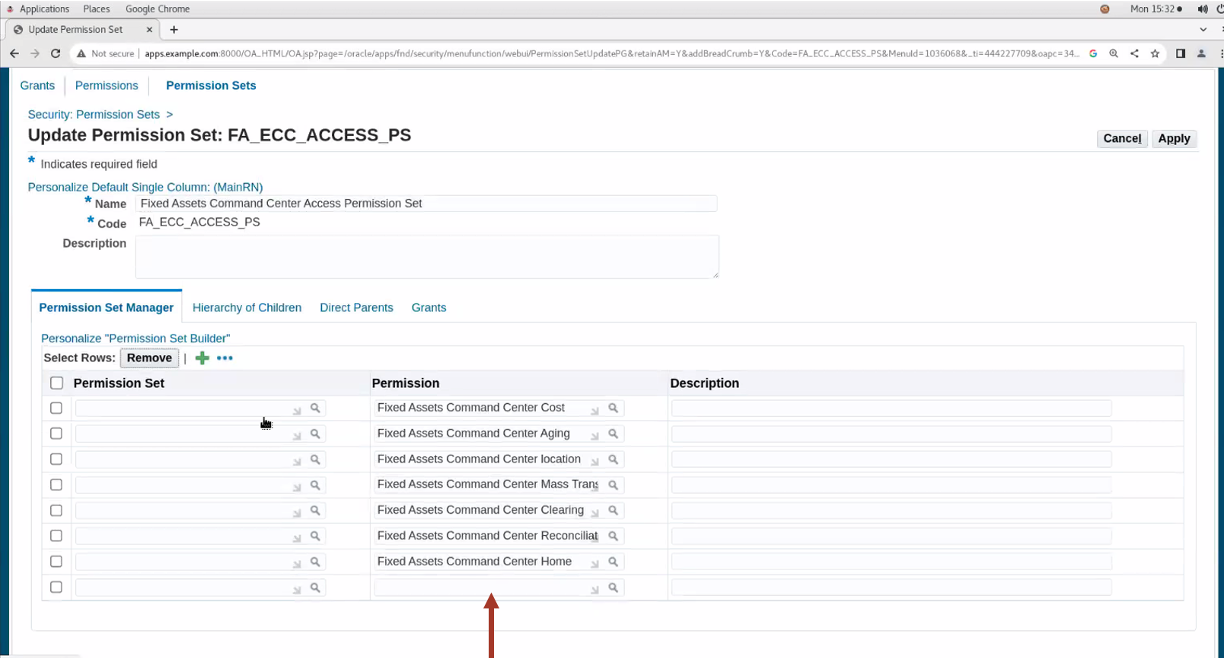 Applications Places Google Chrome Mon 15:32
Update Permission Set
Not secure apps.example.com:8000/OA_HTML/OA.jsp?page=/oracle/apps/fnd/security/menufunction/webui/PermissionSetUpdatePG&retainAM=Y&addBreadCrumb=Y&Code=FA_ECC_ACCESS_PS&MenuId=1036068&_ti=444227709&oapc=34...
Grants Permissions Permission Sets
Security: Permission Sets >
Update Permission Set: FA_ECC_ACCESS_PS Cancel Apply
* Indicates required field
Personalize Default Single Column: (MainRN)
* Name Fixed Assets Command Center Access Permission Set
* Code FA_ECC_ACCESS_PS
Description
Permission Set Manager Hierarchy of Children Direct Parents Grants
Personalize "Permission Set Builder"
Select Rows: Remove | + •••
Permission Set Permission Description
Fixed Assets Command Center Cost
Fixed Assets Command Center Aging
Fixed Assets Command Center location
Fixed Assets Command Center Mass Trans
Fixed Assets Command Center Clearing
Fixed Assets Command Center Reconciliat
Fixed Assets Command Center Home